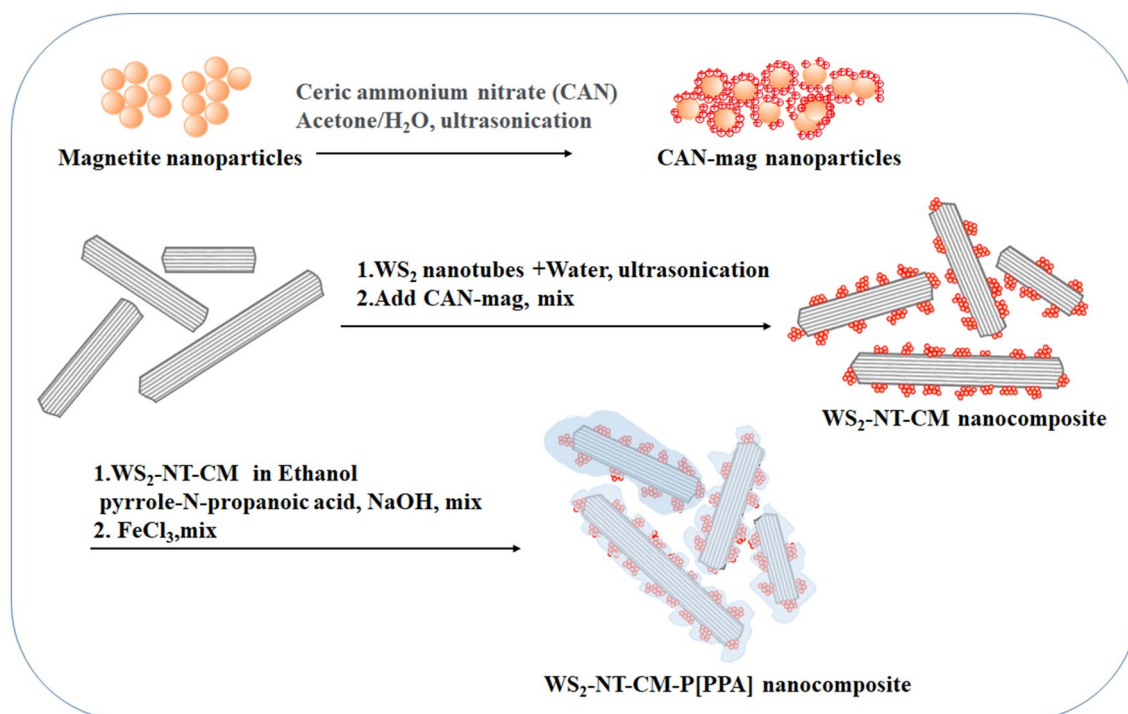 Ceric ammonium nitrate (CAN)
Acetone/H₂O, ultrasonication
Magnetite nanoparticles
CAN-mag nanoparticles
1.WS₂ nanotubes +Water, ultrasonication
2.Add CAN-mag, mix
WS₂-NT-CM nanocomposite
1.WS₂-NT-CM in Ethanol
pyrrole-N-propanoic acid, NaOH, mix
2. FeCl₃,mix
WS₂-NT-CM-P[PPA] nanocomposite